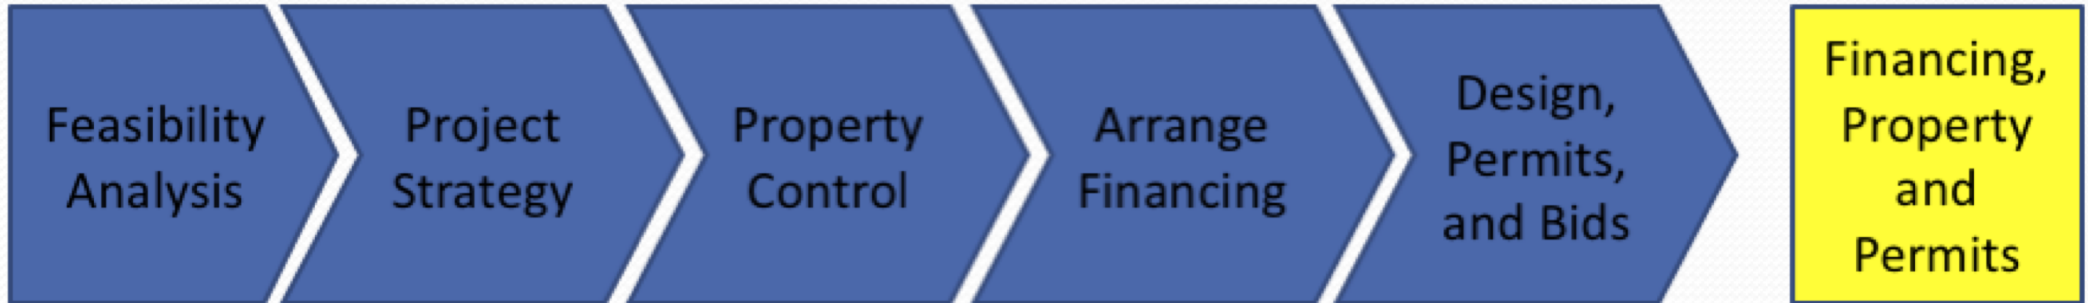 Feasibility
Analysis
Project
Strategy
Property
Control
Arrange
Financing
Design,
Permits,
and Bids
Financing,
Property
and
Permits